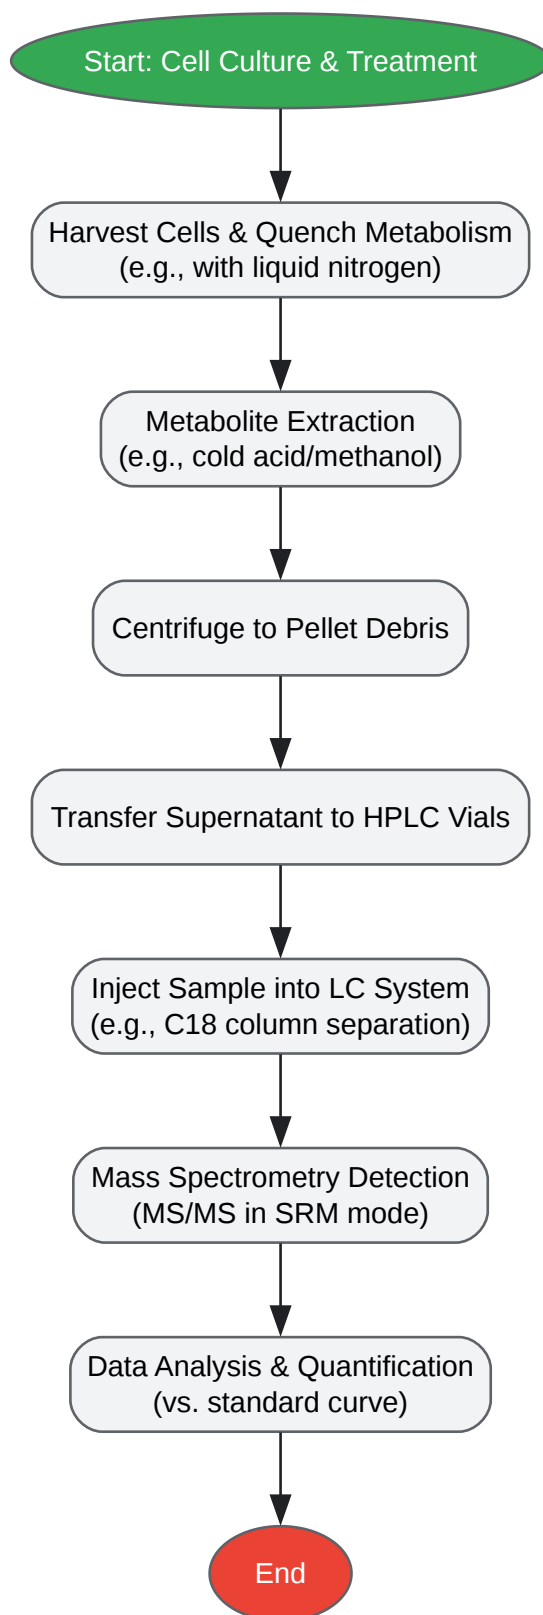 Start: Cell Culture & Treatment
Harvest Cells & Quench Metabolism
(e.g., with liquid nitrogen)
Metabolite Extraction
(e.g., cold acid/methanol)
Centrifuge to Pellet Debris
Transfer Supernatant to HPLC Vials
Inject Sample into LC System
(e.g., C18 column separation)
Mass Spectrometry Detection
(MS/MS in SRM mode)
Data Analysis & Quantification
(vs. standard curve)
End